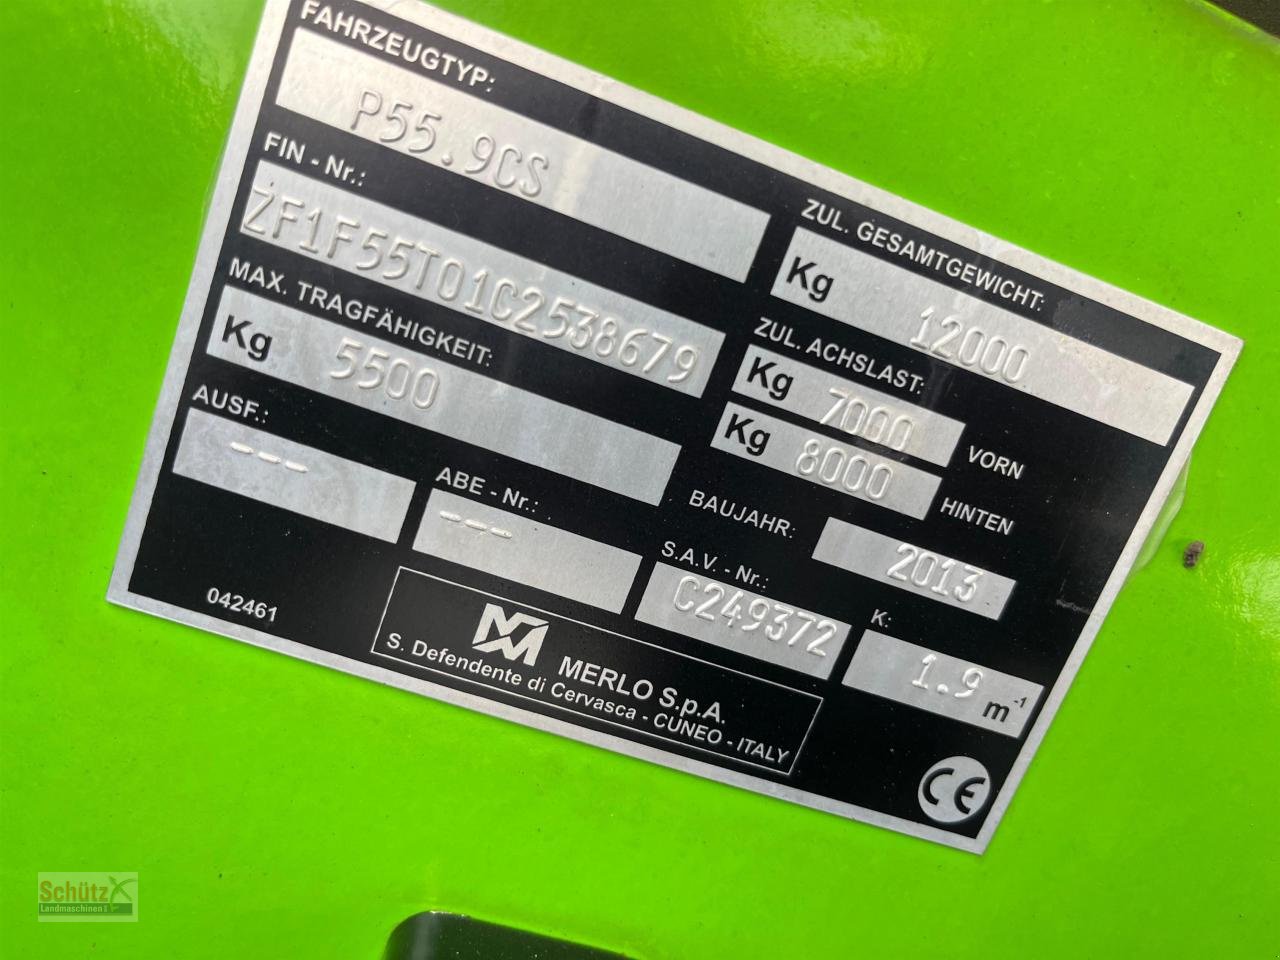 FAHRZEUGTYP:
P55.9CS
FIN - Nr.:
ZF1F55T01C2538679
MAX. TRAGFÄHIGKEIT:
Kg 5500
AUSF.:
---
ABE - Nr.:
---
042461
ZUL. GESAMTGEWICHT:
Kg 12000
ZUL. ACHSLAST:
Kg 7000 VORN
Kg 8000 HINTEN
BAUJAHR: 2013
S.A.V. - Nr.:
C249372
K:
1.9 m-1
MERLO S.p.A.
S. Defendente di Cervasca - CUNEO - ITALY
CE
Schütz
Landmaschinen